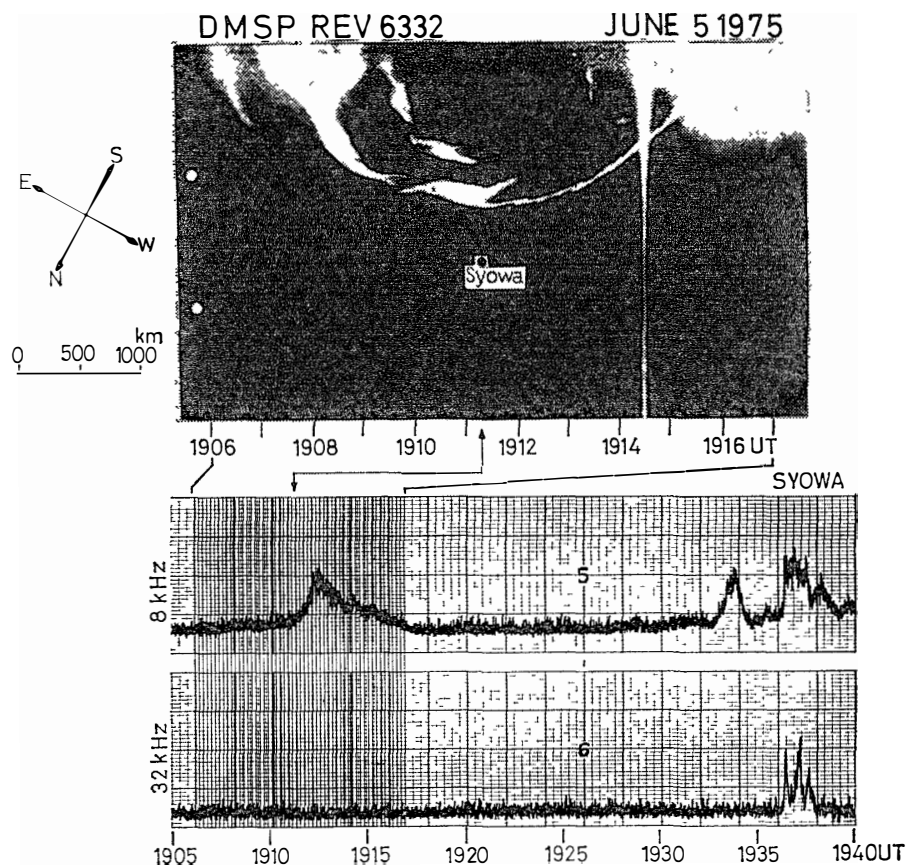 DMSP REV 6332 JUNE 5 1975
S
E
W
N
Syowa
km
0 500 1000
1906 1908 1910 1912 1914 1916 UT
SYOWA
8 kHz
5
32 kHz
6
1905 1910 1915 1920 1925 1930 1935 1940UT